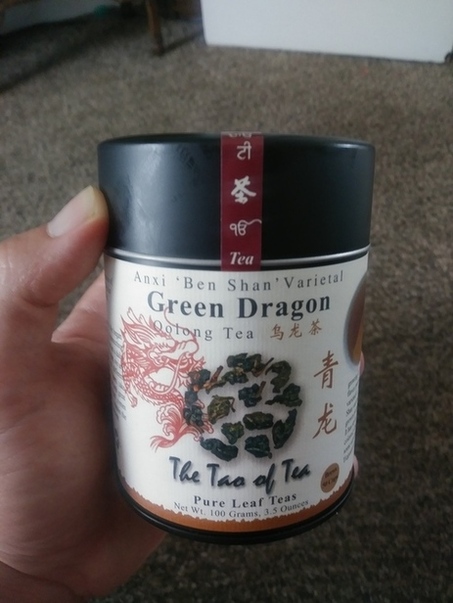 टी
茶
ੴ
Tea
Anxi 'Ben Shan' Varietal
Green Dragon
Oolong Tea 乌龙茶
青龙
The Tao of Tea
Pure Leaf Teas
Net Wt. 100 Grams, 3.5 Ounces